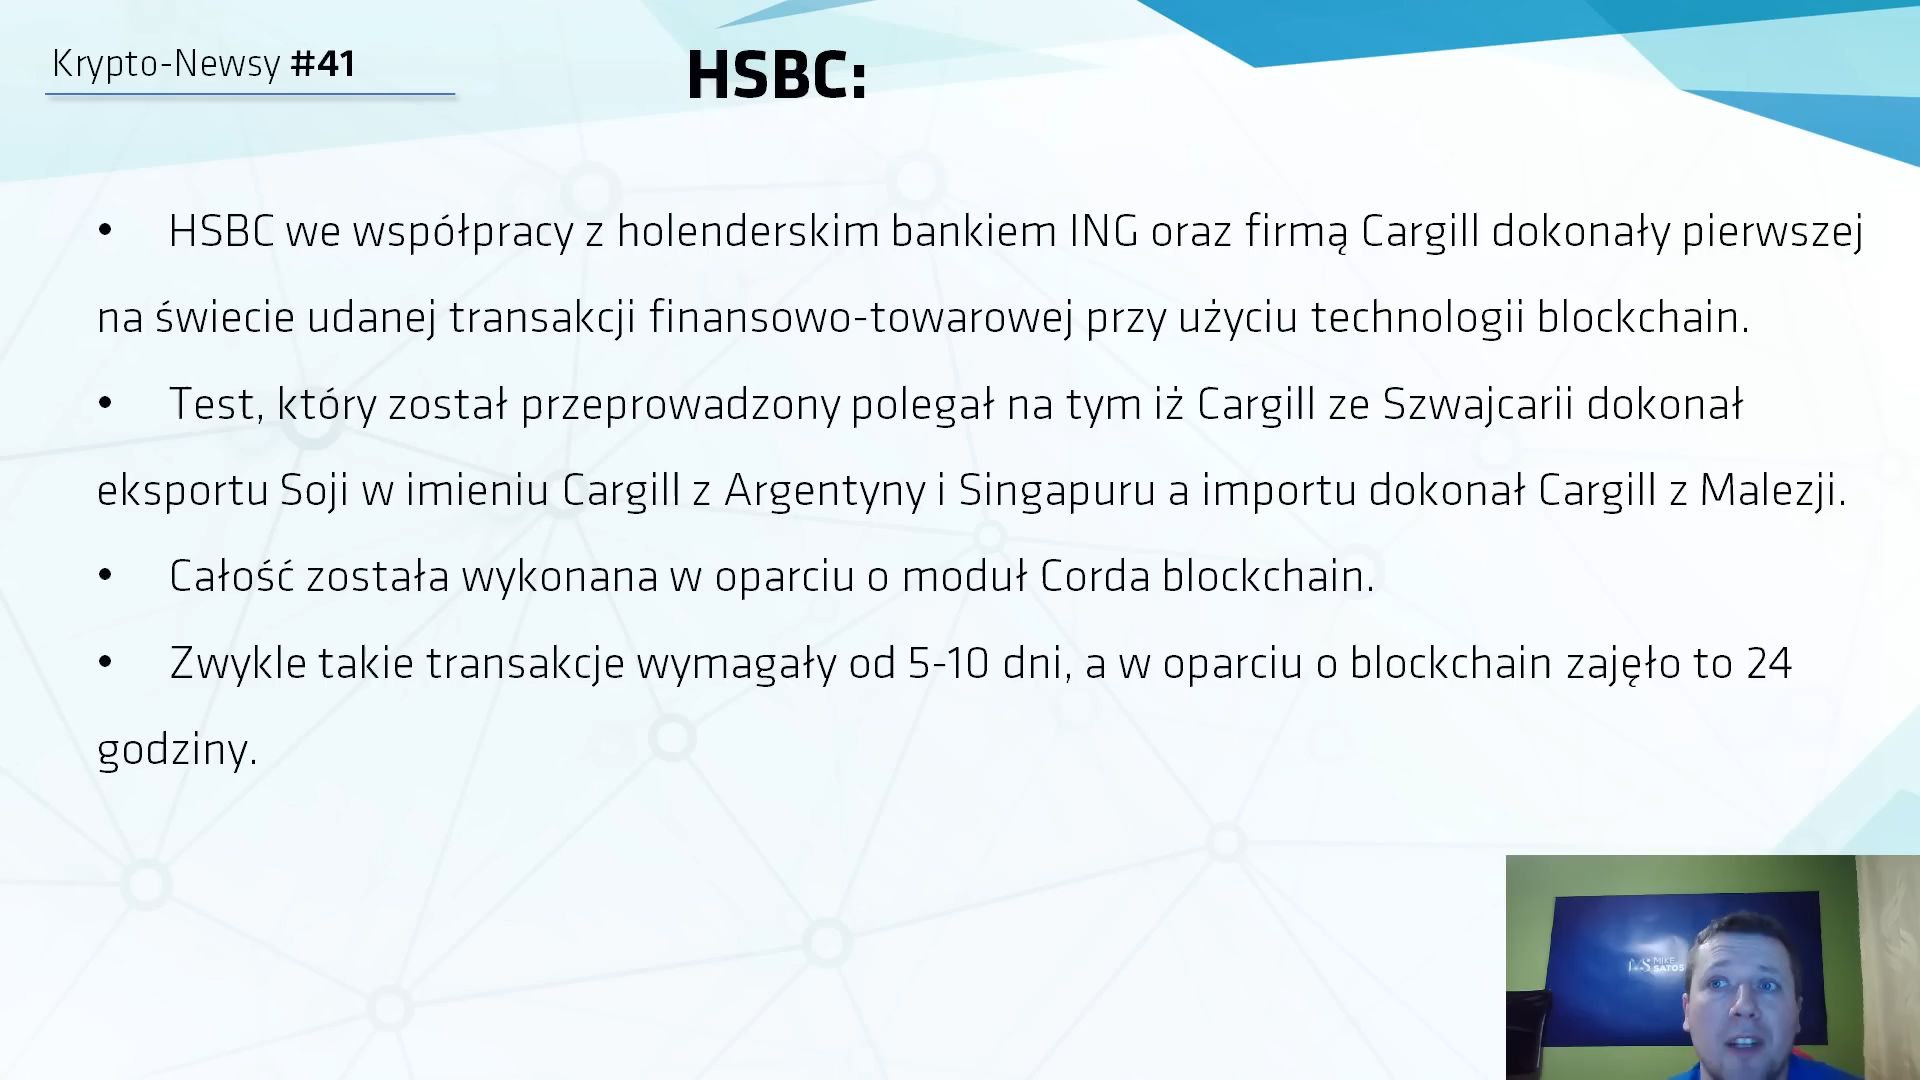 Krypto-Newsy #41
HSBC:
• HSBC we współpracy z holenderskim bankiem ING oraz firmą Cargill dokonały pierwszej
na świecie udanej transakcji finansowo-towarowej przy użyciu technologii blockchain.
• Test, który został przeprowadzony polegał na tym iż Cargill ze Szwajcarii dokonał
eksportu Soji w imieniu Cargill z Argentyny i Singapuru a importu dokonał Cargill z Malezji.
• Całość została wykonana w oparciu o moduł Corda blockchain.
• Zwykle takie transakcje wymagały od 5-10 dni, a w oparciu o blockchain zajęło to 24
godziny.
MIKE
SATOS